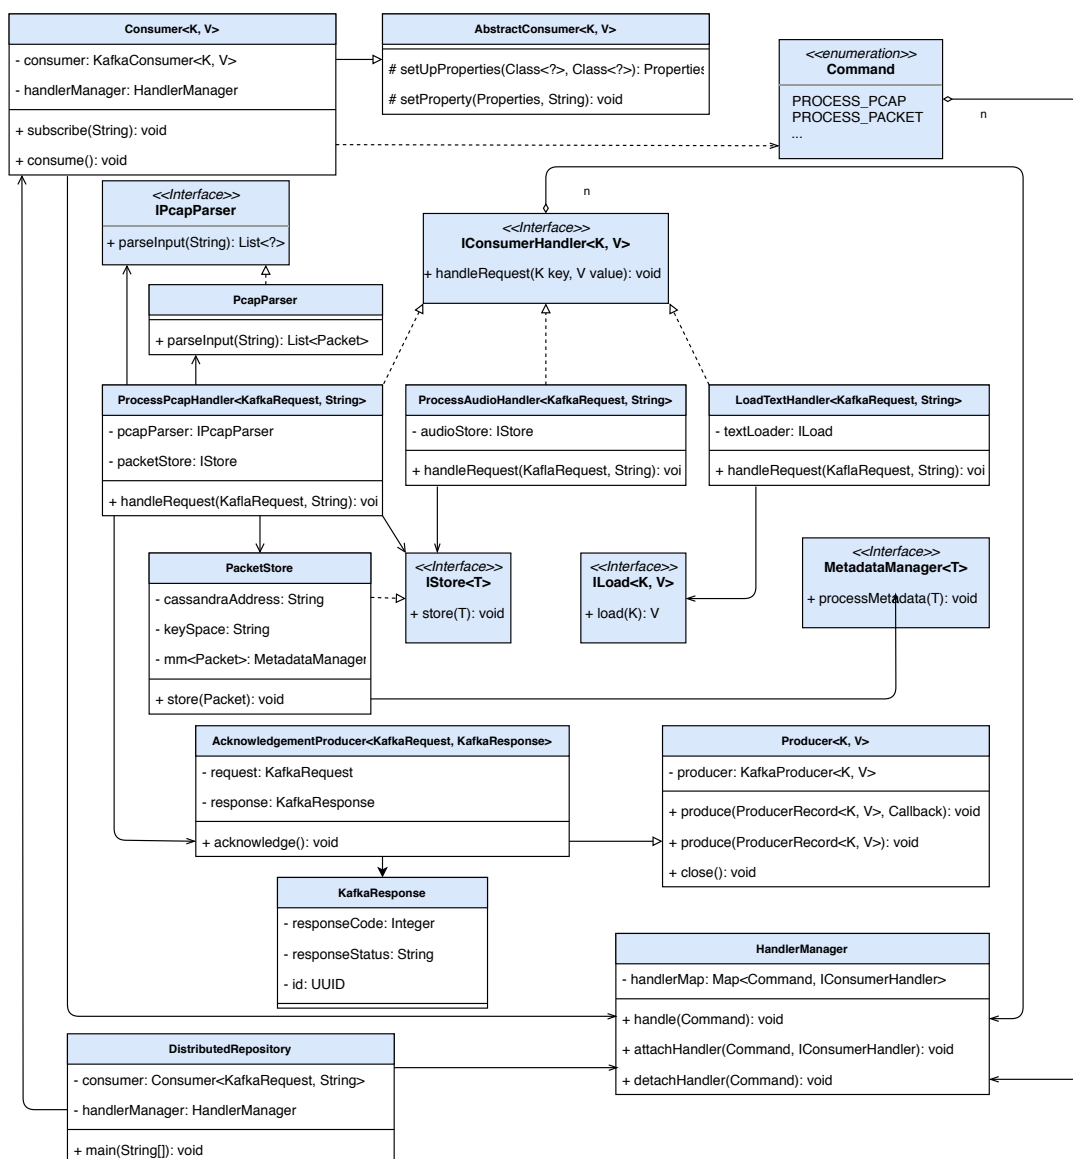 Consumer<K, V>
- consumer: KafkaConsumer<K, V>
- handlerManager: HandlerManager
+ subscribe(String): void
+ consume(): void
AbstractConsumer<K, V>
# setUpProperties(Class<?>, Class<?>): Properties
# setProperty(Properties, String): void
<<enumeration>>
Command
PROCESS_PCAP
PROCESS_PACKET
...
n
<<Interface>>
IPcapParser
+ parseInput(String): List<?>
n
<<Interface>>
IConsumerHandler<K, V>
+ handleRequest(K key, V value): void
PcapParser
+ parseInput(String): List<Packet>
ProcessPcapHandler<KafkaRequest, String>
- pcapParser: IPcapParser
- packetStore: IStore
+ handleRequest(KaflaRequest, String): voi
ProcessAudioHandler<KafkaRequest, String>
- audioStore: IStore
+ handleRequest(KaflaRequest, String): voi
LoadTextHandler<KafkaRequest, String>
- textLoader: ILoad
+ handleRequest(KaflaRequest, String): voi
PacketStore
- cassandraAddress: String
- keySpace: String
- mm<Packet>: MetadataManager
+ store(Packet): void
<<Interface>>
IStore<T>
+ store(T): void
<<Interface>>
ILoad<K, V>
+ load(K): V
<<Interface>>
MetadataManager<T>
+ processMetadata(T): void
AcknowledgementProducer<KafkaRequest, KafkaResponse>
- request: KafkaRequest
- response: KafkaResponse
+ acknowledge(): void
Producer<K, V>
- producer: KafkaProducer<K, V>
+ produce(ProducerRecord<K, V>, Callback): void
+ produce(ProducerRecord<K, V>): void
+ close(): void
KafkaResponse
- responseCode: Integer
- responseStatus: String
- id: UUID
HandlerManager
- handlerMap: Map<Command, IConsumerHandler>
+ handle(Command): void
+ attachHandler(Command, IConsumerHandler): void
+ detachHandler(Command): void
DistributedRepository
- consumer: Consumer<KafkaRequest, String>
- handlerManager: HandlerManager
+ main(String[]): void